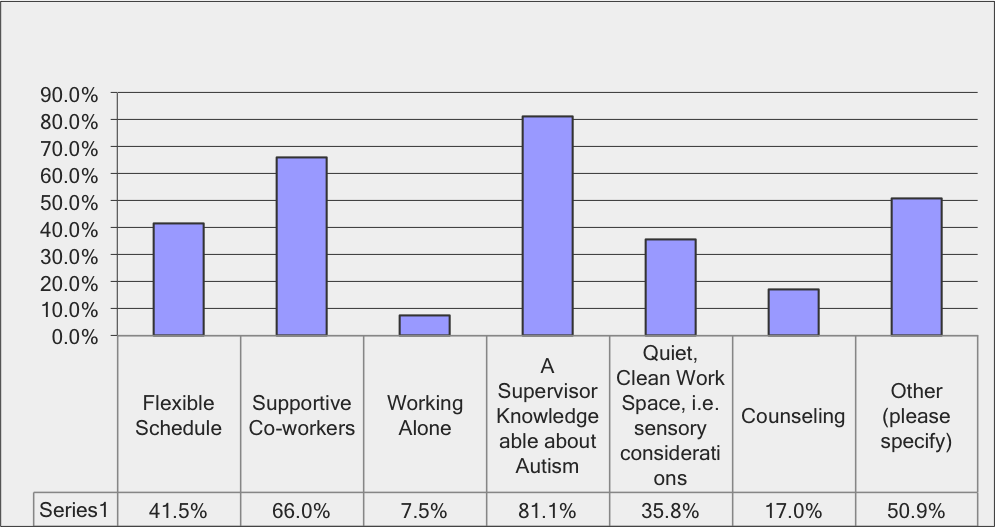 90.0%
80.0%
70.0%
60.0%
50.0%
40.0%
30.0%
20.0%
10.0%
0.0%
Flexible
Schedule
Supportive
Co-workers
Working
Alone
A
Supervisor
Knowledge
able about
Autism
Quiet,
Clean Work
Space, i.e.
sensory
considerati
ons
Counseling
Other
(please
specify)
Series1 41.5% 66.0% 7.5% 81.1% 35.8% 17.0% 50.9%